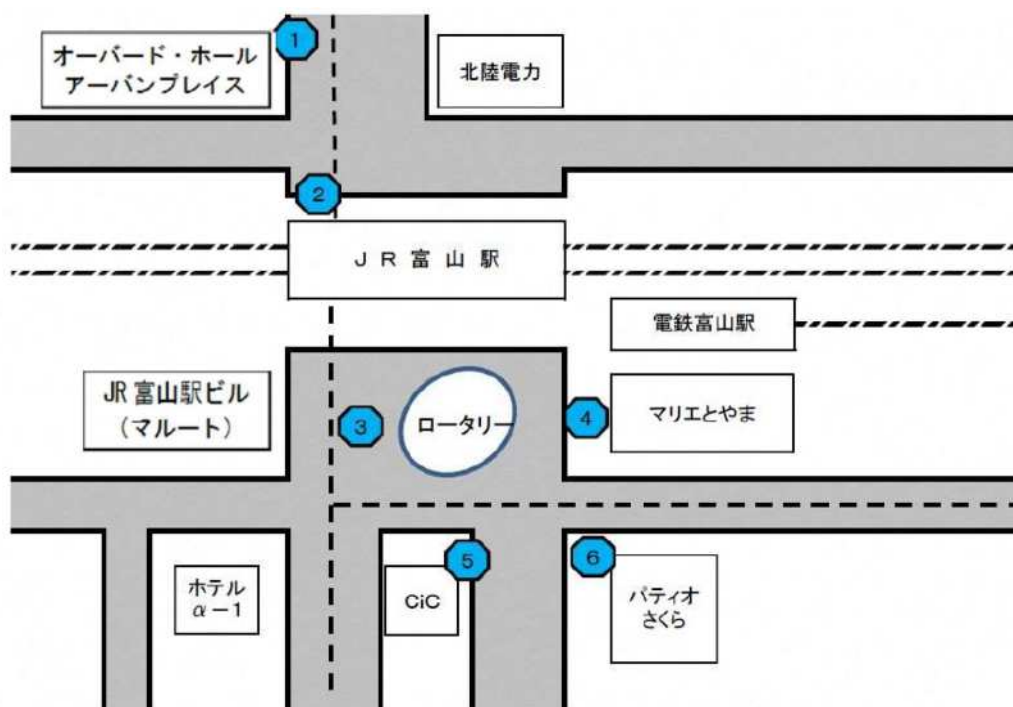 1
オーバード・ホール
アーバンプレイス
北陸電力
2
JR富山駅
電鉄富山駅
JR富山駅ビル
（マルート）
3
ロータリー
4
マリエとやま
5
6
ホテル
α－1
CiC
パティオ
さくら